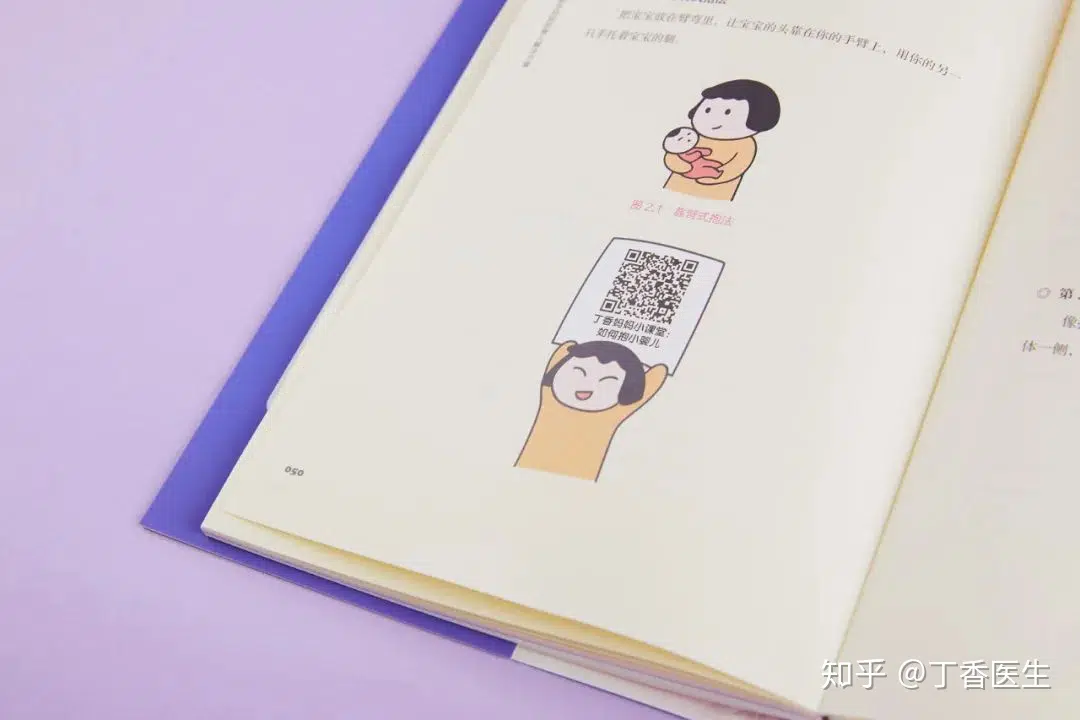 把宝宝放在臂弯里，让宝宝的头靠在你的手臂上，用你的另一
只手托着宝宝的腿。
图 2.1 摇臂式抱法
丁香妈妈小课堂：
如何抱小婴儿
050
第
体一侧，
知乎 @丁香医生